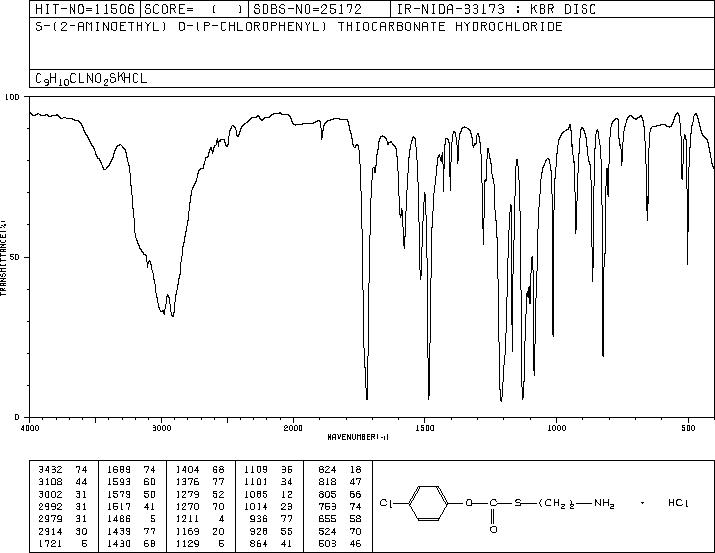 HIT-NO=11506 SCORE= ( ) SDBS-NO=25172 IR-NIDA-33173 : KBR DISC
S-(2-AMINOETHYL) O-(P-CHLOROPHENYL) THIOCARBONATE HYDROCHLORIDE
C9H10CLNO2S*HCL
100
50
0
TRANSMITTANCE(%)
4000 3000 2000 1500 1000 500
WAVENUMBER(-1)
3432 74 1689 74 1404 68 1109 36 824 18
3108 44 1593 60 1376 77 1101 34 818 47
3002 31 1579 50 1279 52 1085 12 805 66
2992 31 1517 41 1270 70 1014 23 753 74
2979 31 1486 5 1211 4 936 77 655 58
2914 30 1439 77 1169 20 928 55 524 70
1721 5 1430 68 1129 5 864 41 503 46
Cl O C S (CH2)2 NH2 · HCl
O